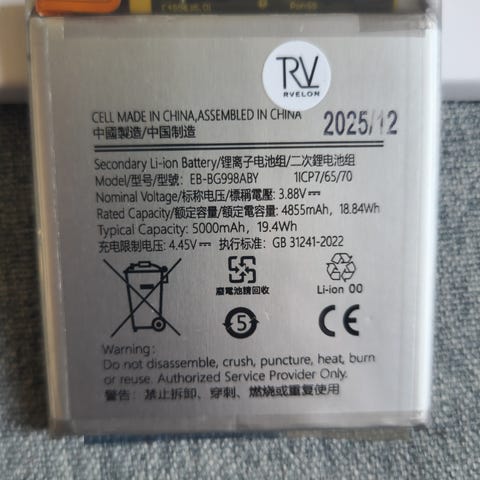 RV
RVELON
CELL MADE IN CHINA,ASSEMBLED IN CHINA
中國製造/中国制造
2025/12
Secondary Li-ion Battery/锂离子电池组/二次鋰電池組
Model/型号/型號: EB-BG998ABY 1ICP7/65/70
Nominal Voltage/标称电压/標稱電壓: 3.88V⎓
Rated Capacity/额定容量/額定容量: 4855mAh, 18.84Wh
Typical Capacity: 5000mAh, 19.4Wh
充电限制电压: 4.45V⎓ 执行标准: GB 31241-2022
廢電池請回收
Li-ion 00
5
CE
Warning:
Do not disassemble, crush, puncture, heat, burn
or reuse. Authorized Service Provider Only.
警告: 禁止拆卸、穿刺、燃烧或重复使用